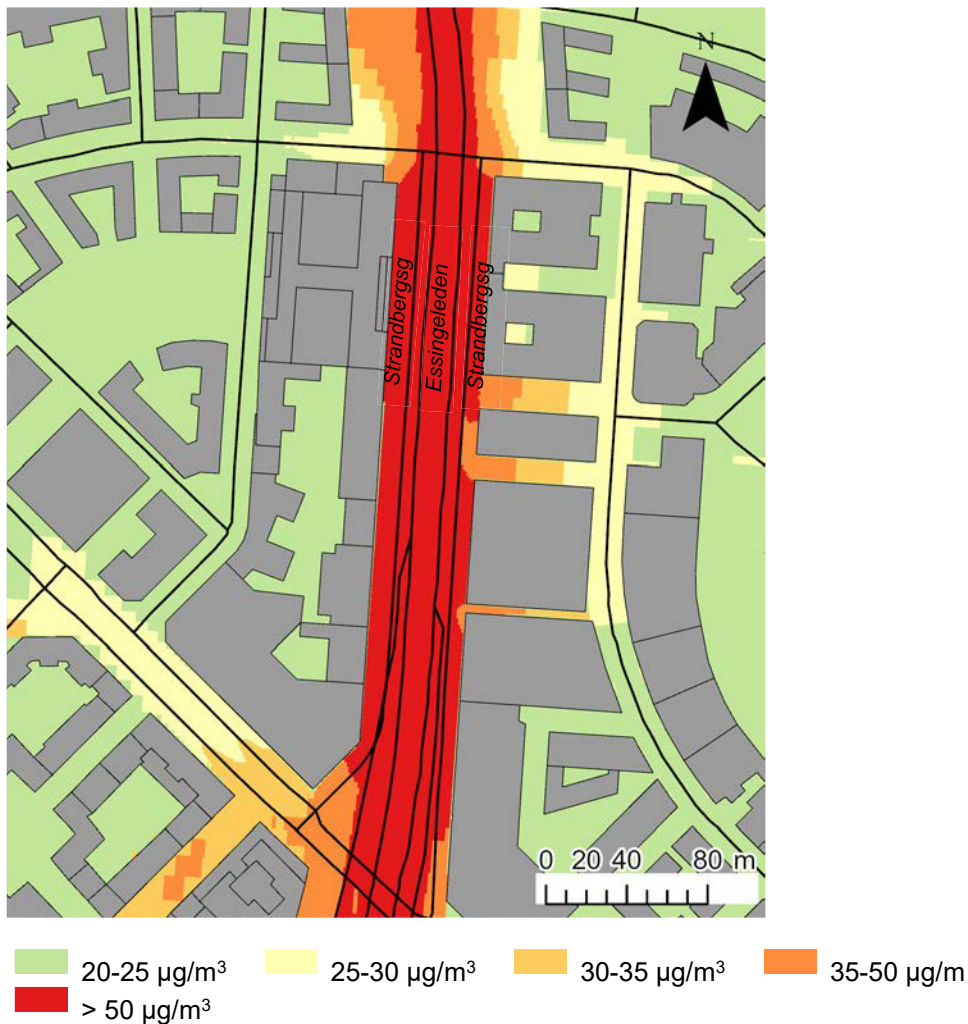 N
Strandbergsg
Essingeleden
Strandbergsg
0 20 40 80 m
20-25 µg/m³ 25-30 µg/m³ 30-35 µg/m³ 35-50 µg/m
> 50 µg/m³